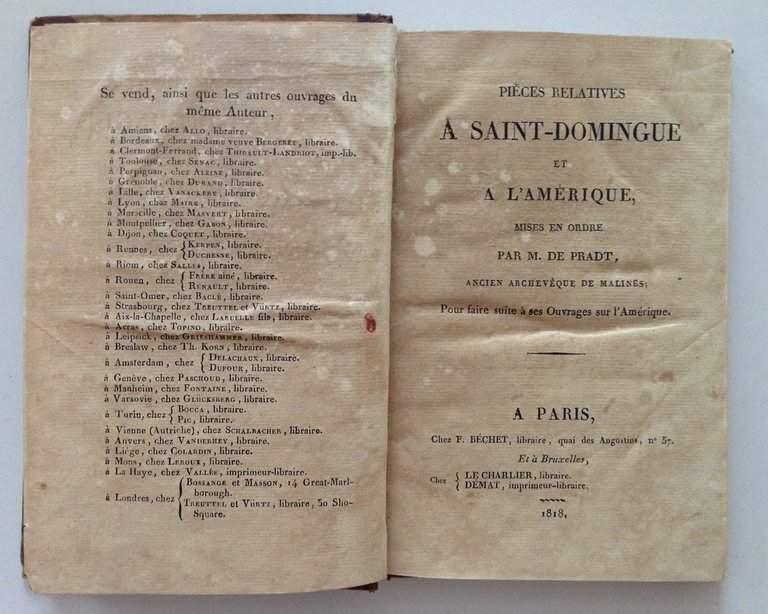 Se vend, ainsi que les autres ouvrages du
même Auteur,
à Amiens, chez Allo, libraire.
à Bordeaux, chez madame veuve Bergeret, libraire.
à Clermont-Ferrand, chez Thibault-Landriot, imp.-lib.
à Toulouse, chez Senac, libraire.
à Perpignan, chez Alzine, libraire.
à Grenoble, chez Durand, libraire.
à Lille, chez Vanackere, libraire.
à Lyon, chez Maire, libraire.
à Marseille, chez Masvert, libraire.
à Montpellier, chez Gabon, libraire.
à Dijon, chez Coquet, libraire.
à Rennes, chez { Kerpen, libraire.
Duchesne, libraire.
à Riom, chez Salles, libraire.
à Rouen, chez { Frère aîné, libraire.
Renault, libraire.
à Saint-Omer, chez Baclé, libraire.
à Strasbourg, chez Treuttel et Vürtz, libraire.
à Aix-la-Chapelle, chez Laruelle fils, libraire.
à Arras, chez Topino, libraire.
à Leipsick, chez Grieshammer, libraire.
à Breslaw, chez Th. Korn, libraire.
à Amsterdam, chez { Delachaux, libraire.
Dufour, libraire.
à Genève, chez Paschoud, libraire.
à Manheim, chez Fontaine, libraire.
à Varsovie, chez Glücksberg, libraire.
à Turin, chez { Bocca, libraire.
Pic, libraire.
à Vienne (Autriche), chez Schalbacher, libraire.
à Anvers, chez Vanderhey, libraire.
à Liège, chez Colardin, libraire.
à Mons, chez Leroux, libraire.
à La Haye, chez Vallée, imprimeur-libraire.
à Londres, chez { Bossange et Masson, 14 Great-Marl-
borough.
Treuttel et Vürtz, libraire, 30 Sho-
Square.
PIÈCES RELATIVES
À SAINT-DOMINGUE
ET
A L'AMÉRIQUE,
MISES EN ORDRE
PAR M. DE PRADT,
ANCIEN ARCHEVÊQUE DE MALINES;
Pour faire suite à ses Ouvrages sur l'Amérique.
A PARIS,
Chez F. BÉCHET, libraire, quai des Augustins, n° 57.
Et à Bruxelles,
Chez { LE CHARLIER, libraire.
DEMAT, imprimeur-libraire.
1818.